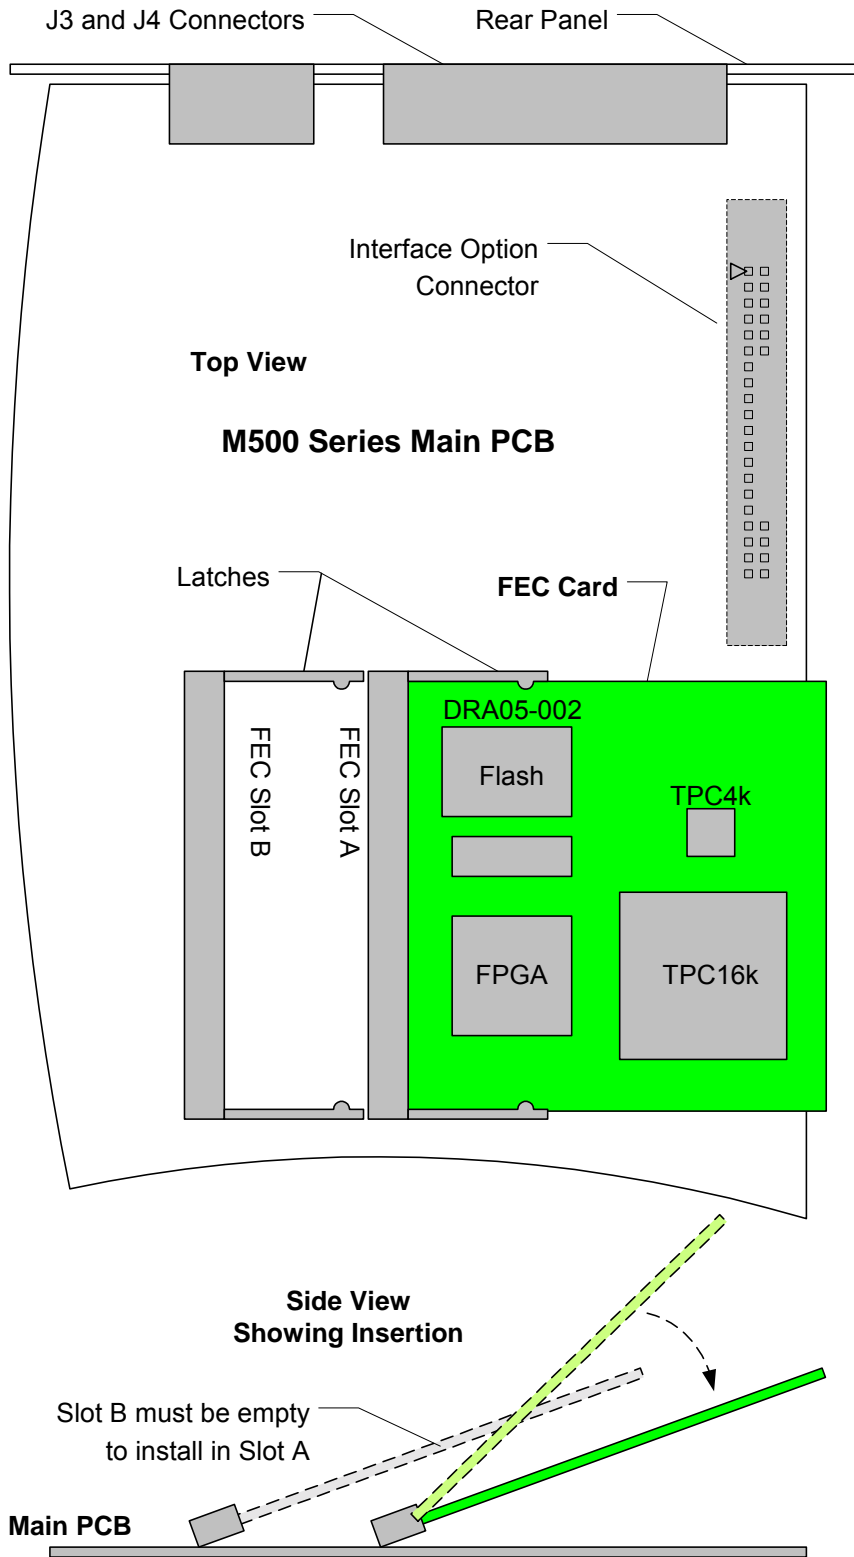 J3 and J4 Connectors
Rear Panel
Interface Option
Connector
Top View
M500 Series Main PCB
Latches
FEC Card
DRA05-002
Flash
TPC4k
FEC Slot B
FEC Slot A
FPGA
TPC16k
Side View
Showing Insertion
Slot B must be empty
to install in Slot A
Main PCB